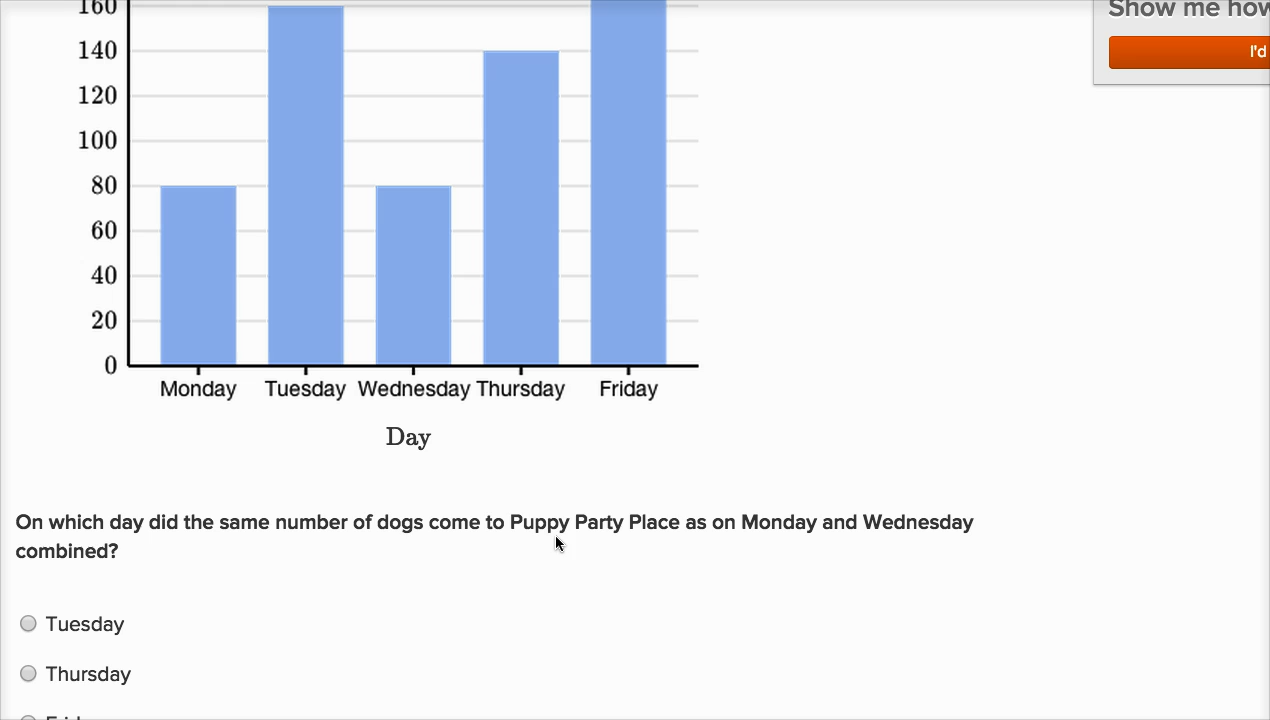 160
Show me how
140
I'd
120
100
80
60
40
20
0
Monday Tuesday Wednesday Thursday Friday
Day
On which day did the same number of dogs come to Puppy Party Place as on Monday and Wednesday
combined?
Tuesday
Thursday